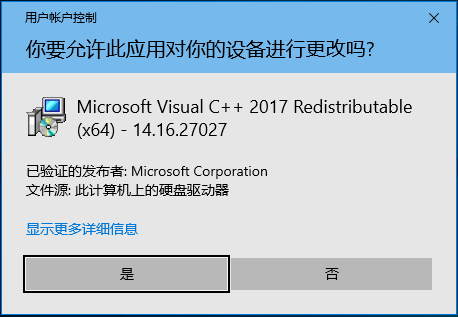 用户帐户控制
你要允许此应用对你的设备进行更改吗?
Microsoft Visual C++ 2017 Redistributable
(x64) - 14.16.27027
已验证的发布者: Microsoft Corporation
文件源: 此计算机上的硬盘驱动器
显示更多详细信息
是
否